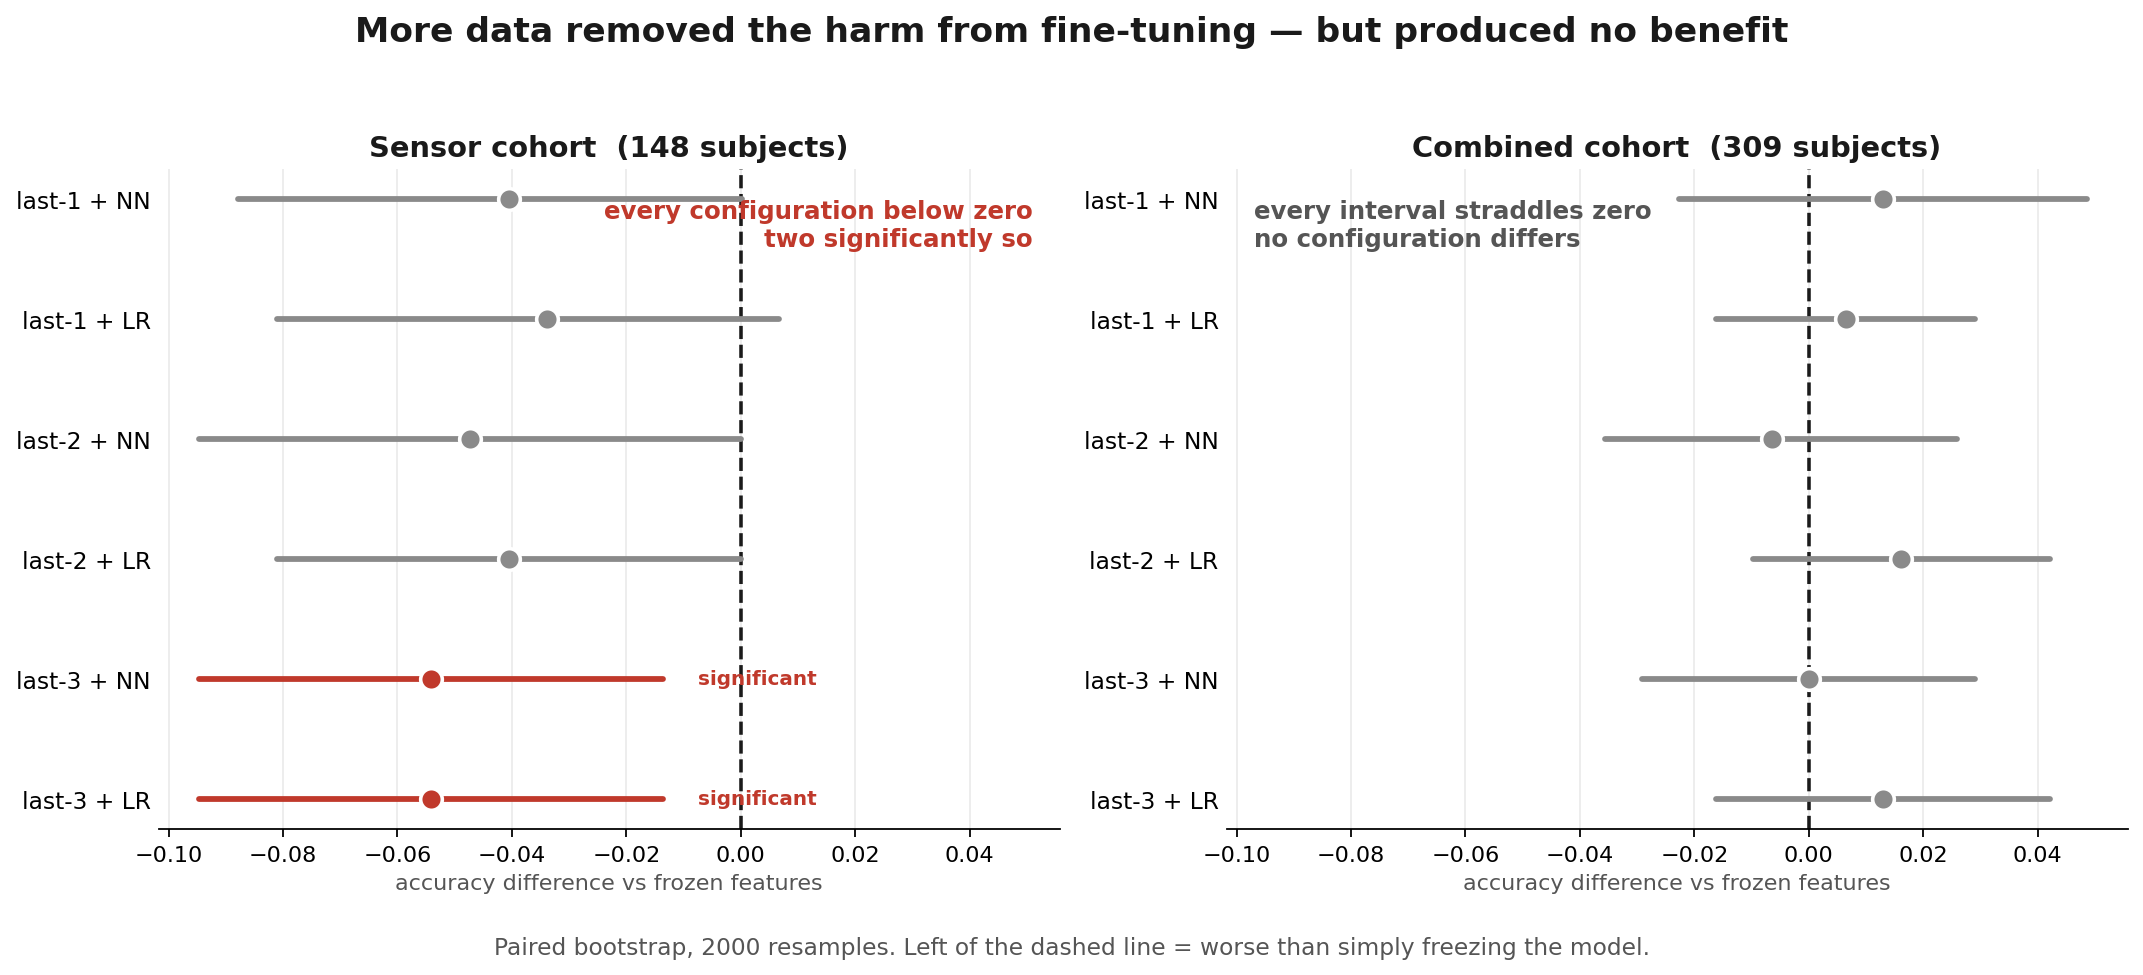 More data removed the harm from fine-tuning — but produced no benefit
Sensor cohort  (148 subjects)
last-1 + NN
every configuration below zero
two significantly so
last-1 + LR
last-2 + NN
last-2 + LR
last-3 + NN
significant
last-3 + LR
significant
−0.10 −0.08 −0.06 −0.04 −0.02 0.00 0.02 0.04
accuracy difference vs frozen features
Combined cohort  (309 subjects)
last-1 + NN
every interval straddles zero
no configuration differs
last-1 + LR
last-2 + NN
last-2 + LR
last-3 + NN
last-3 + LR
−0.10 −0.08 −0.06 −0.04 −0.02 0.00 0.02 0.04
accuracy difference vs frozen features
Paired bootstrap, 2000 resamples. Left of the dashed line = worse than simply freezing the model.